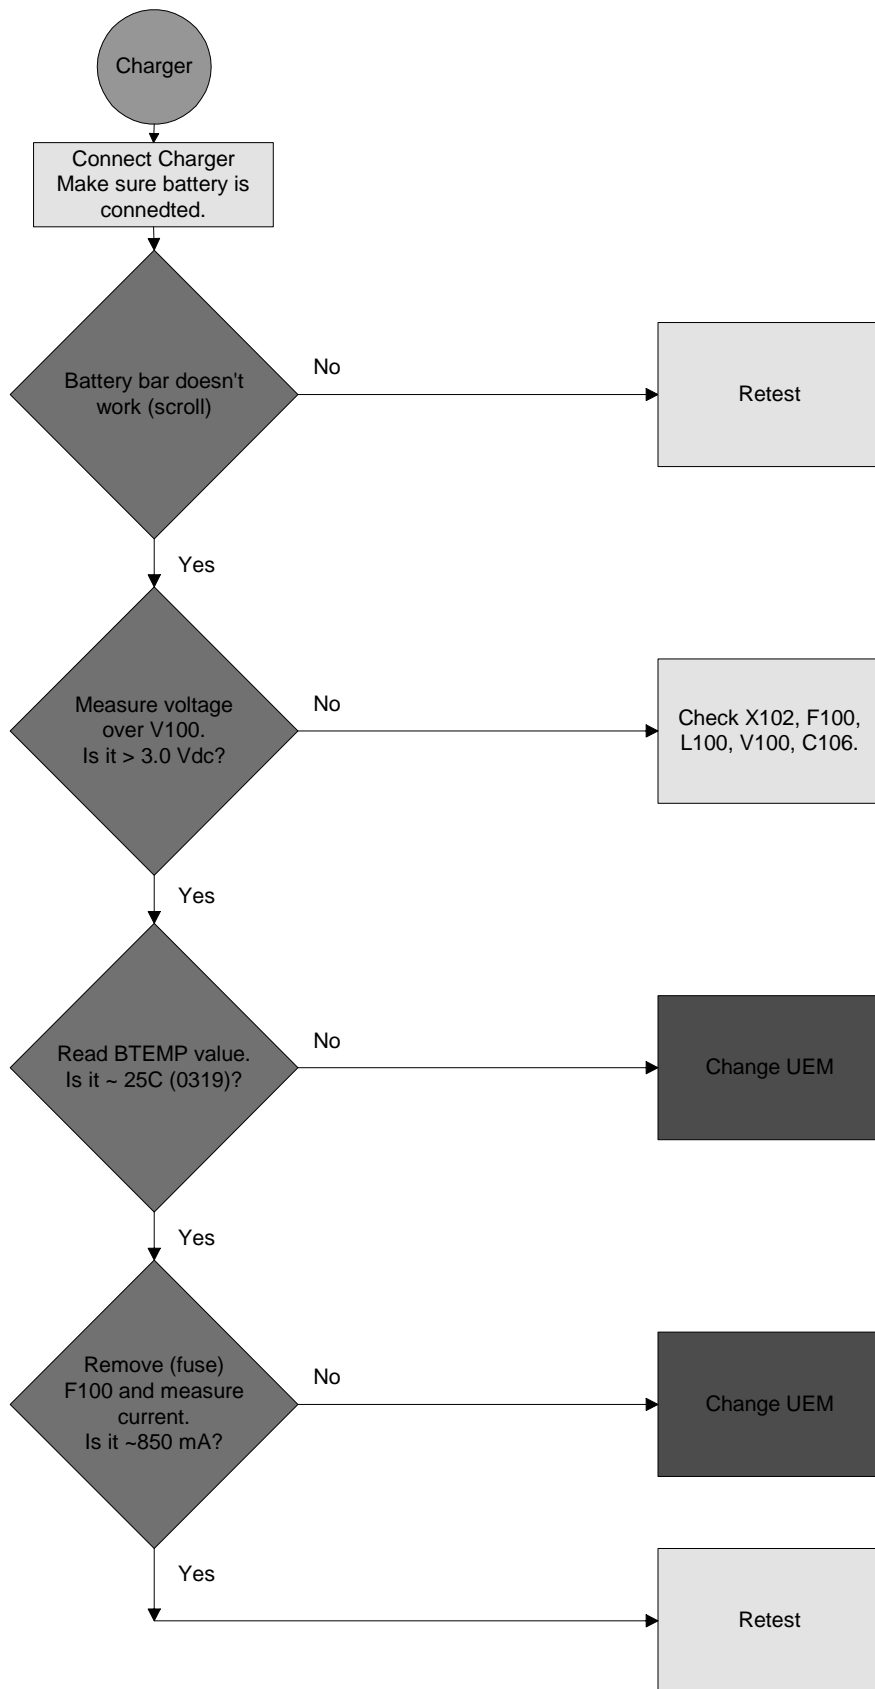 Charger
Connect Charger
Make sure battery is
connedted.
Battery bar doesn't
work (scroll)
No
Retest
Yes
Measure voltage
over V100.
Is it > 3.0 Vdc?
No
Check X102, F100,
L100, V100, C106.
Yes
Read BTEMP value.
Is it ~ 25C (0319)?
No
Change UEM
Yes
Remove (fuse)
F100 and measure
current.
Is it ~850 mA?
No
Change UEM
Yes
Retest